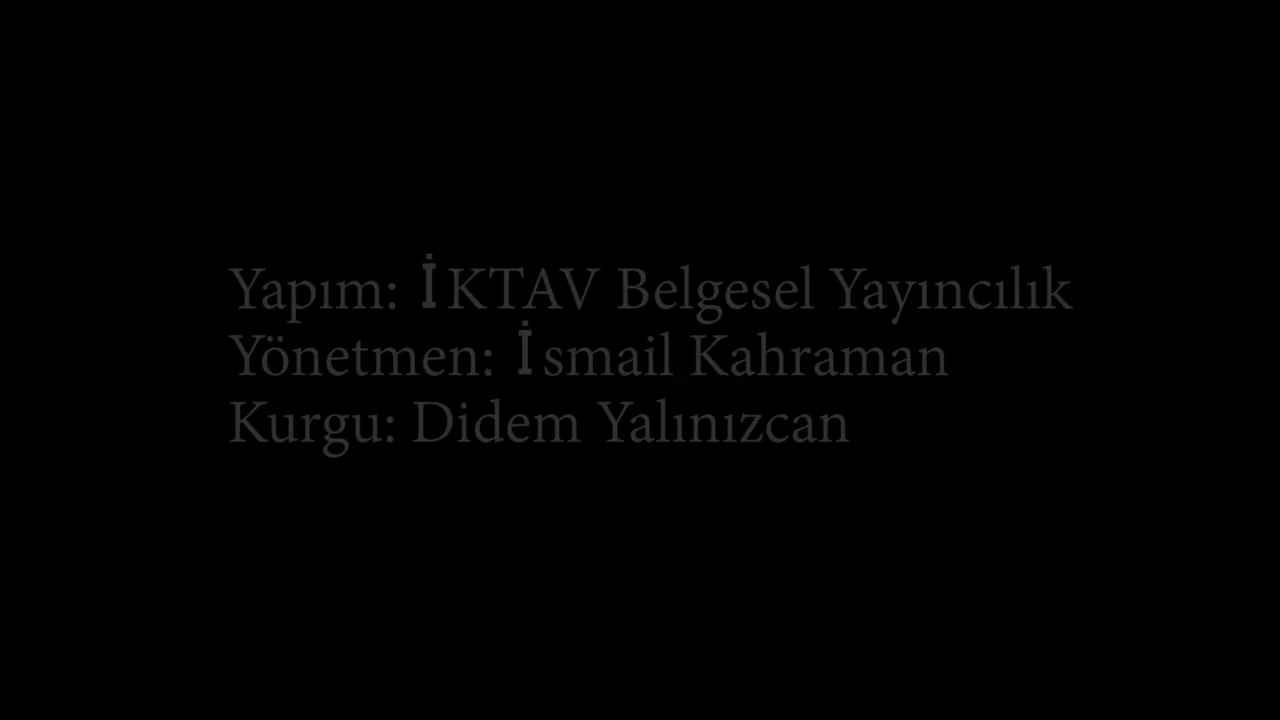 Yapım: İKTAV Belgesel Yayıncılık
Yönetmen: İsmail Kahraman
Kurgu: Didem Yalınızcan